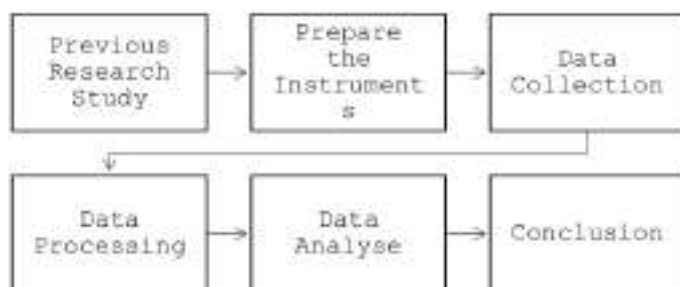 Previous
Research
Study
Prepare
the
Instrument
s
Data
Collection
Data
Processing
Data
Analyse
Conclusion